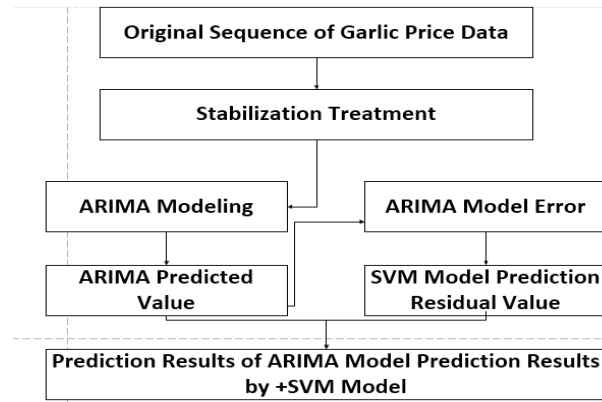 Original Sequence of Garlic Price Data
Stabilization Treatment
ARIMA Modeling
ARIMA Model Error
ARIMA Predicted
Value
SVM Model Prediction
Residual Value
Prediction Results of ARIMA Model Prediction Results
by +SVM Model